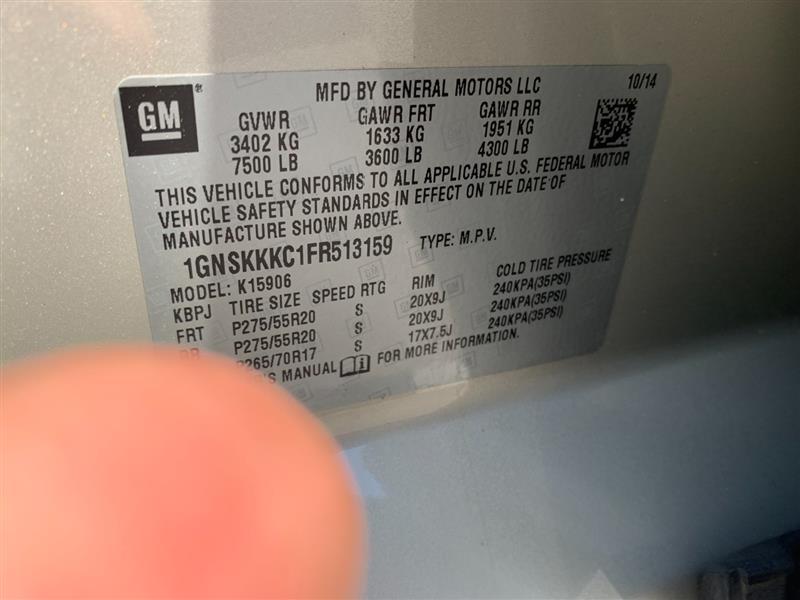 GM®
MFD BY GENERAL MOTORS LLC 10/14
GVWR GAWR FRT GAWR RR
3402 KG 1633 KG 1951 KG
7500 LB 3600 LB 4300 LB
THIS VEHICLE CONFORMS TO ALL APPLICABLE U.S. FEDERAL MOTOR
VEHICLE SAFETY STANDARDS IN EFFECT ON THE DATE OF
MANUFACTURE SHOWN ABOVE.
1GNSKKKC1FR513159 TYPE: M.P.V.
MODEL: K15906
KBPJ TIRE SIZE SPEED RTG RIM COLD TIRE PRESSURE
FRT P275/55R20 S 20X9J 240KPA(35PSI)
P275/55R20 S 20X9J 240KPA(35PSI)
P265/70R17 S 17X7.5J 240KPA(35PSI)
MANUAL FOR MORE INFORMATION.